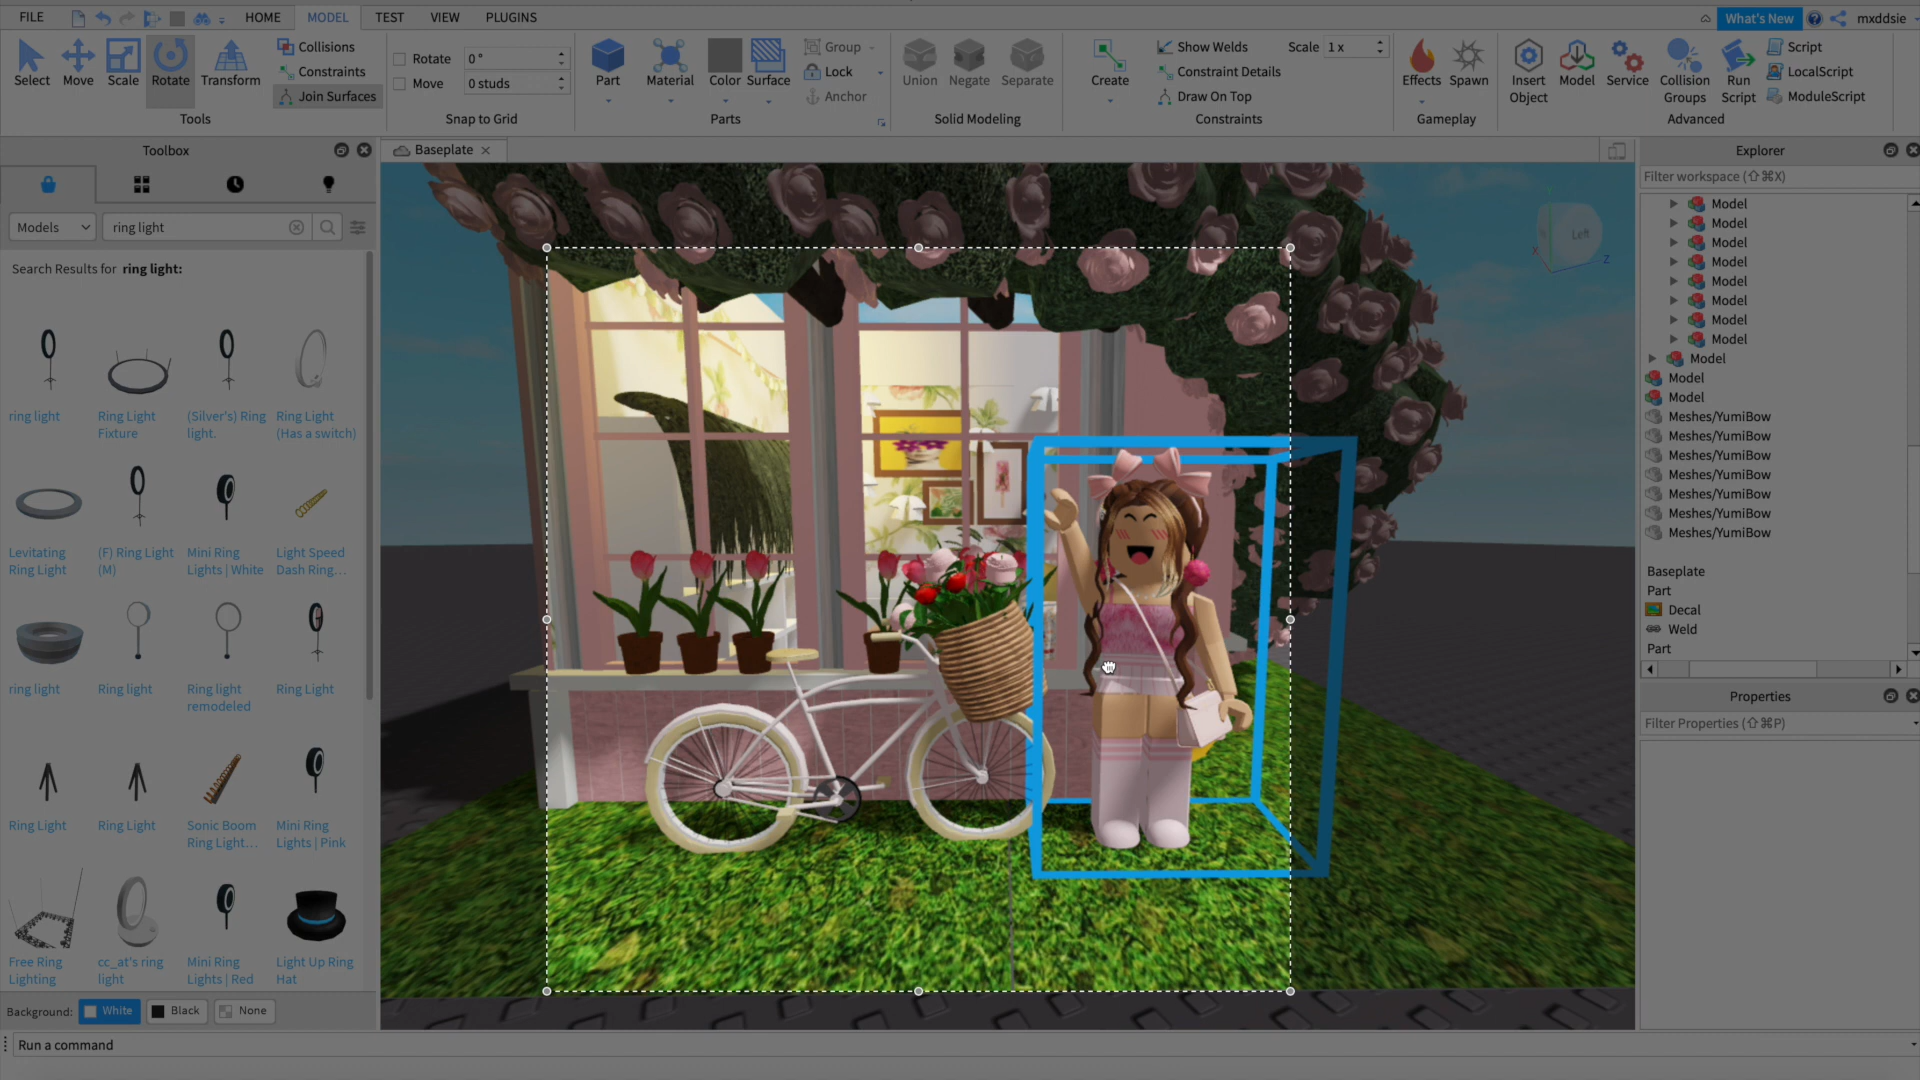 FILE HOME MODEL TEST VIEW PLUGINS What's New mxddsie
Select Move Scale Rotate Transform
Collisions
Constraints
Join Surfaces
Tools
Rotate 0 °
Move 0 studs
Snap to Grid
Part Material Color Surface
Group
Lock
Anchor
Parts
Union Negate Separate
Solid Modeling
Create
Show Welds Scale 1 x
Constraint Details
Draw On Top
Constraints
Effects Spawn
Gameplay
Insert Object
Model
Service
Collision Groups
Run Script
Script
LocalScript
ModuleScript
Advanced
Toolbox
Baseplate
Models ring light
Search Results for ring light:
ring light
Ring Light Fixture
(Silver's) Ring light.
Ring Light (Has a switch)
Levitating Ring Light
(F) Ring Light (M)
Mini Ring Lights | White
Light Speed Dash Ring...
ring light
Ring light
Ring light remodeled
Ring Light
Ring Light
Ring Light
Sonic Boom Ring Light...
Mini Ring Lights | Pink
Free Ring Lighting
cc_at's ring light
Mini Ring Lights | Red
Light Up Ring Hat
Background: White Black None
Run a command
Left
X
Z
Explorer
Filter workspace (⇧⌘X)
Model
Model
Model
Model
Model
Model
Model
Model
Model
Model
Model
Meshes/YumiBow
Meshes/YumiBow
Meshes/YumiBow
Meshes/YumiBow
Meshes/YumiBow
Meshes/YumiBow
Meshes/YumiBow
Baseplate
Part
Decal
Weld
Part
Properties
Filter Properties (⇧⌘P)